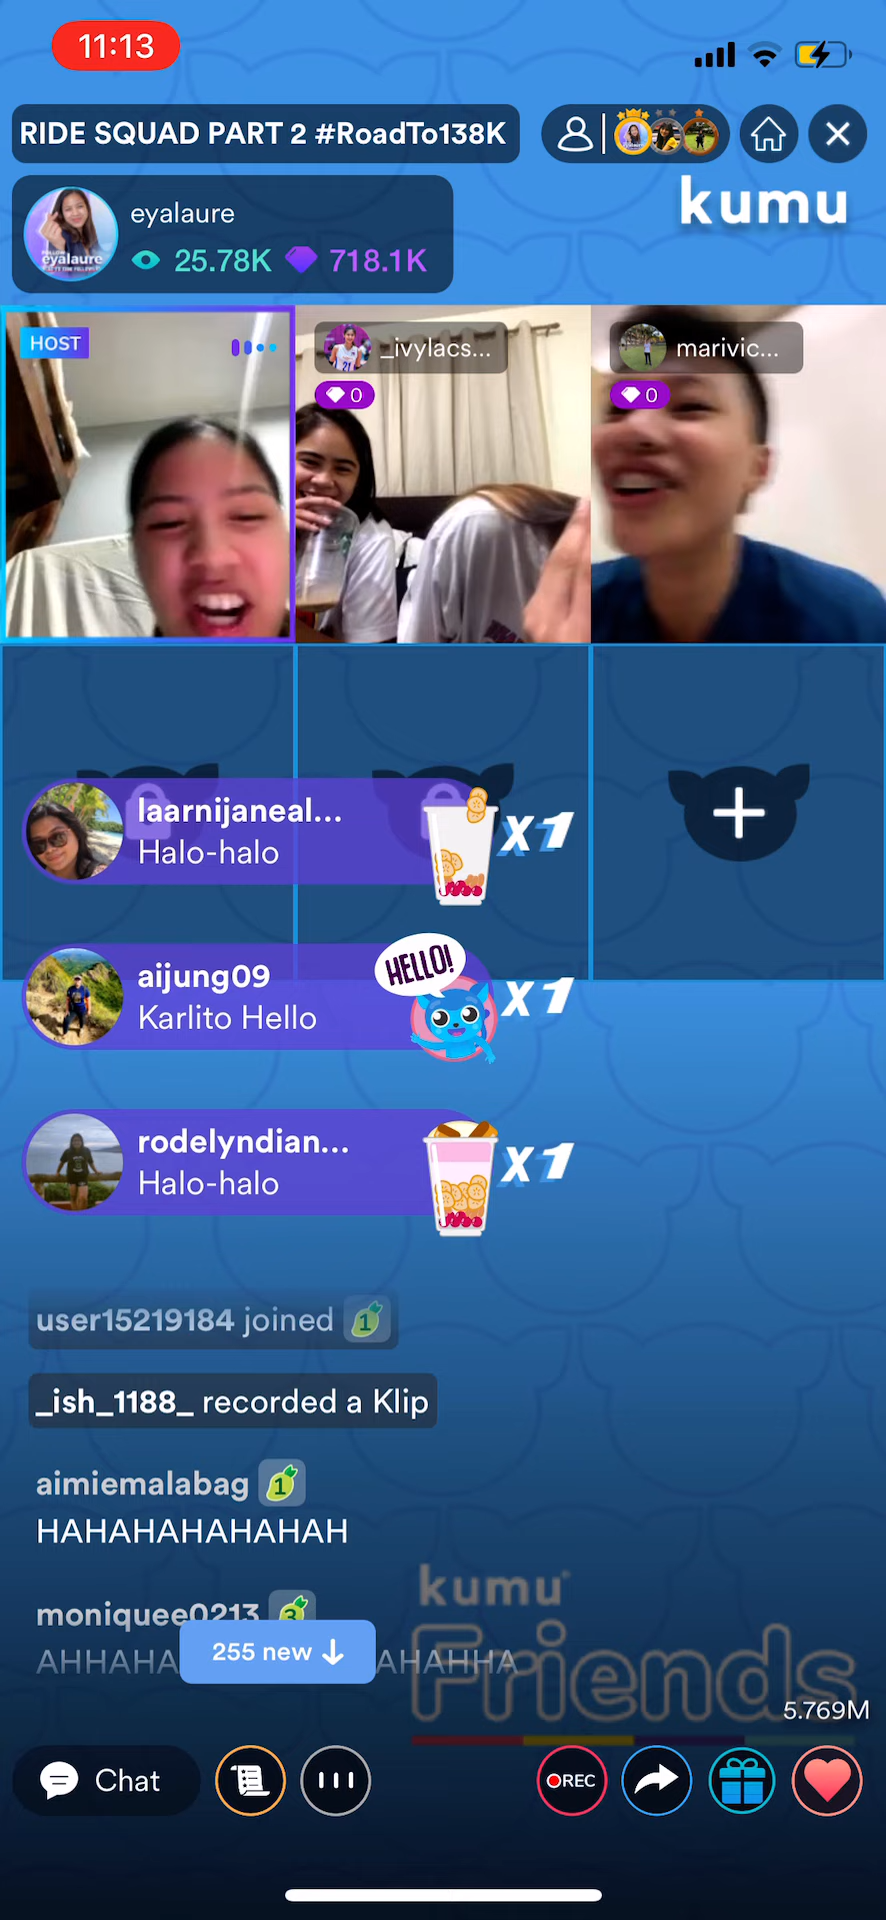 11:13
RIDE SQUAD PART 2 #RoadTo138K
kumu
eyalaure
eyalaure
25.78K 718.1K
HOST
_ivylacs...
0
21
marivic...
0
laarnijaneal...
Halo-halo
X1
aijung09
Karlito Hello
HELLO!
X1
rodelyndian...
Halo-halo
X1
user15219184 joined 1
_ish_1188_ recorded a Klip
aimiemalabag 1
HAHAHAHAHAHAH
moniquee0213 3
AHHAHA AHAHHA
255 new
kumu
Friends
5.769M
Chat
REC